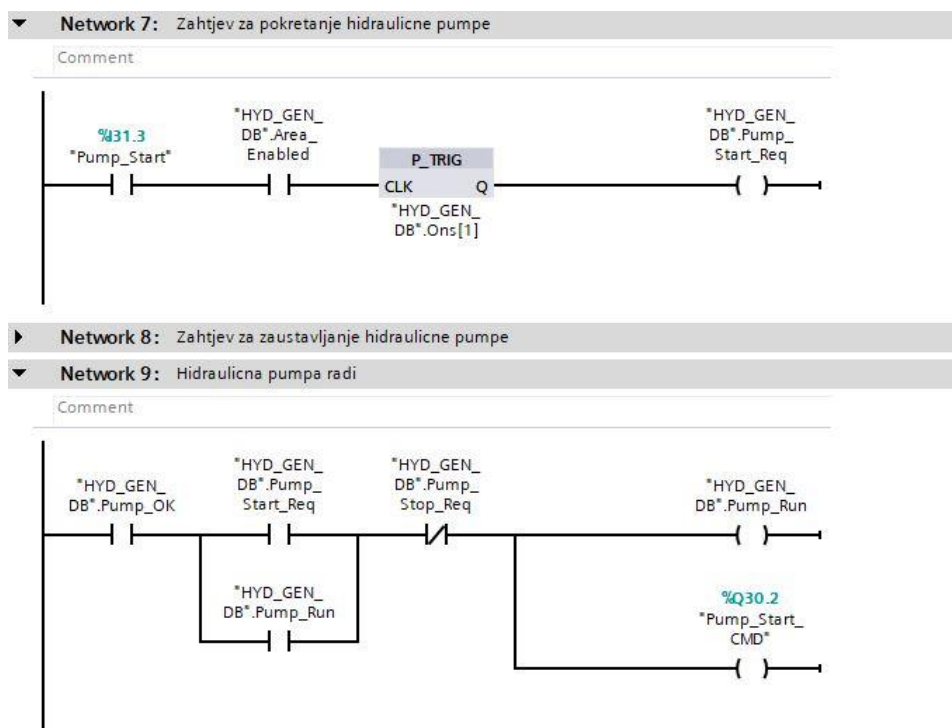 Network 7: Zahtjev za pokretanje hidraulicne pumpe
Comment
%I31.3
"Pump_Start"
"HYD_GEN_
DB".Area_
Enabled
P_TRIG
CLK Q
"HYD_GEN_
DB".Ons[1]
"HYD_GEN_
DB".Pump_
Start_Req
Network 8: Zahtjev za zaustavljanje hidraulicne pumpe
Network 9: Hidraulicna pumpa radi
Comment
"HYD_GEN_
DB".Pump_OK
"HYD_GEN_
DB".Pump_
Start_Req
"HYD_GEN_
DB".Pump_
Stop_Req
"HYD_GEN_
DB".Pump_Run
"HYD_GEN_
DB".Pump_Run
%Q30.2
"Pump_Start_
CMD"